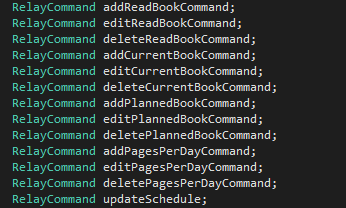 RelayCommand addReadBookCommand;
RelayCommand editReadBookCommand;
RelayCommand deleteReadBookCommand;
RelayCommand addCurrentBookCommand;
RelayCommand editCurrentBookCommand;
RelayCommand deleteCurrentBookCommand;
RelayCommand addPlannedBookCommand;
RelayCommand editPlannedBookCommand;
RelayCommand deletePlannedBookCommand;
RelayCommand addPagesPerDayCommand;
RelayCommand editPagesPerDayCommand;
RelayCommand deletePagesPerDayCommand;
RelayCommand updateSchedule;